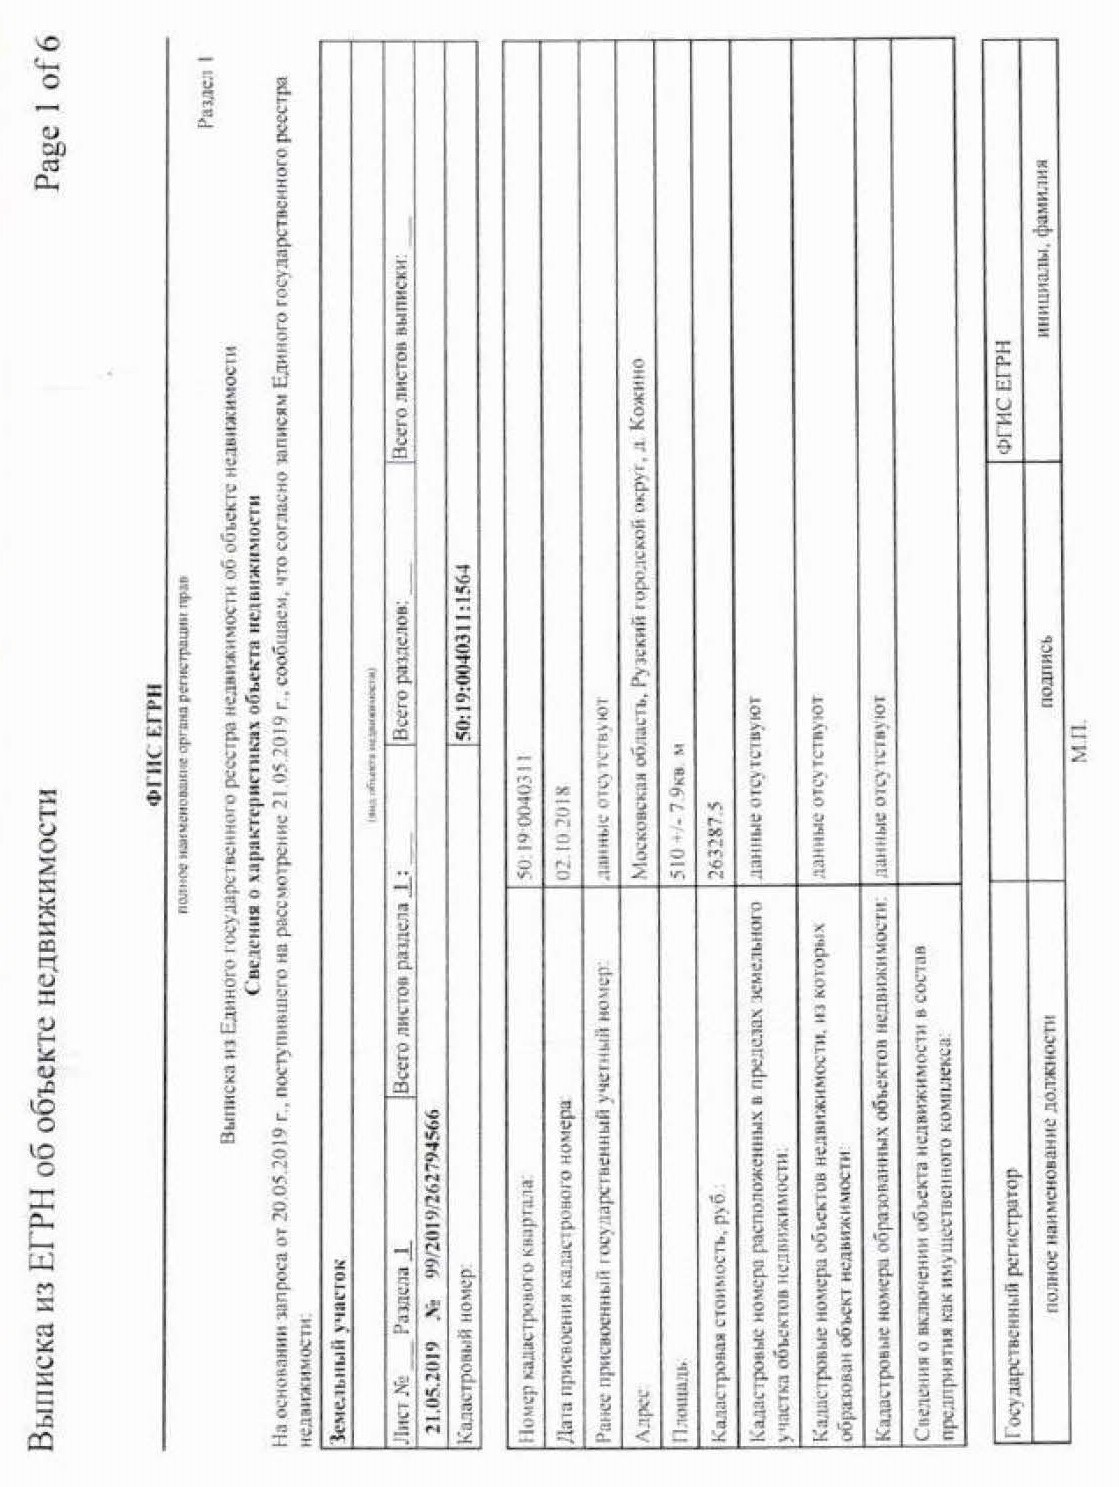 Выписка из ЕГРН об объекте недвижимости
Page 1 of 6
ФГИС ЕГРН
полное наименование органа регистрации прав
Раздел 1
Выписка из Единого государственного реестра недвижимости об объекте недвижимости
Сведения о характеристиках объекта недвижимости
На основании запроса от 20.05.2019 г., поступившего на рассмотрение 21.05.2019 г., сообщаем, что согласно записям Единого государственного реестра
недвижимости:
Земельный участок
(вид объекта недвижимости)
Лист № ___ Раздела 1 Всего листов раздела 1: ___ Всего разделов: ___ Всего листов выписки: ___
21.05.2019 № 99/2019/262794566
Кадастровый номер: 50:19:0040311:1564
Номер кадастрового квартала: 50:19:0040311
Дата присвоения кадастрового номера: 02.10.2018
Ранее присвоенный государственный учетный номер: данные отсутствуют
Адрес: Московская область, Рузский городской округ, д. Кожино
Площадь: 510 +/- 7.9кв. м
Кадастровая стоимость, руб.: 263287.5
Кадастровые номера расположенных в пределах земельного
участка объектов недвижимости: данные отсутствуют
Кадастровые номера объектов недвижимости, из которых
образован объект недвижимости: данные отсутствуют
Кадастровые номера образованных объектов недвижимости: данные отсутствуют
Сведения о включении объекта недвижимости в состав
предприятия как имущественного комплекса:
Государственный регистратор ФГИС ЕГРН
полное наименование должности подпись инициалы, фамилия
М.П.